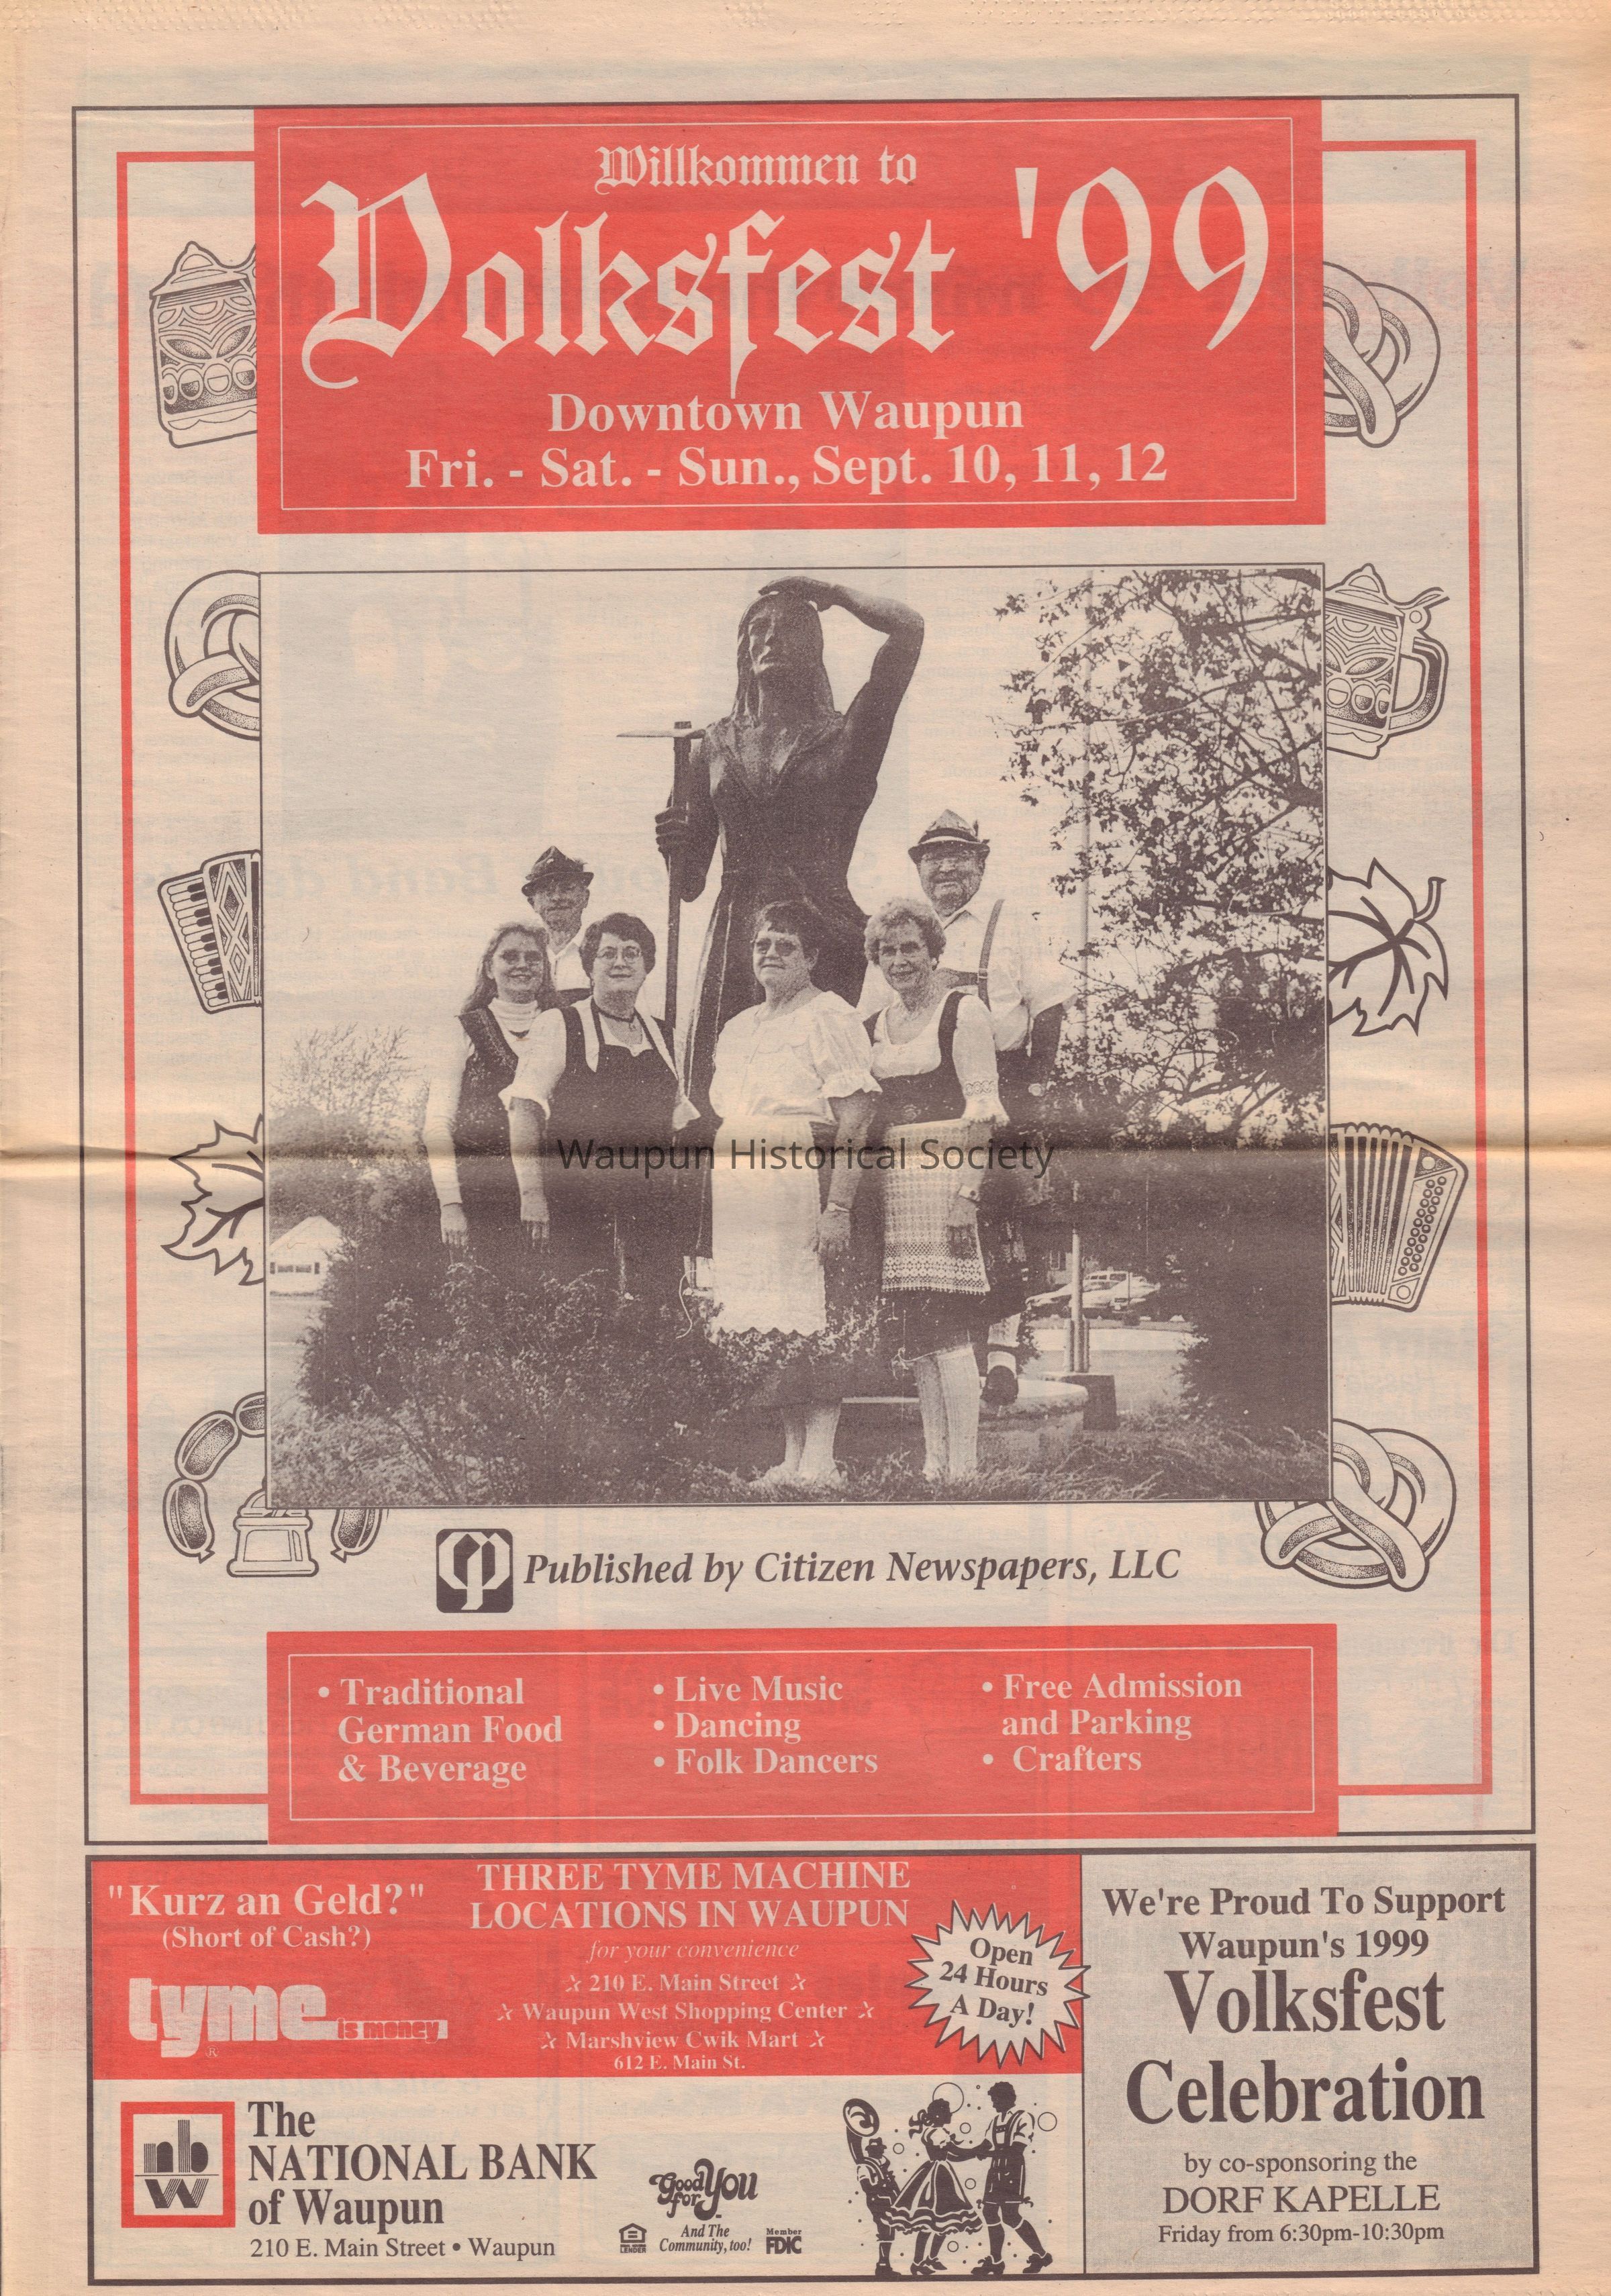 Willkommen to
Volksfest '99
Downtown Waupun
Fri. - Sat. - Sun., Sept. 10, 11, 12
Waupun Historical Society
Published by Citizen Newspapers, LLC
• Traditional
German Food
& Beverage
• Live Music
• Dancing
• Folk Dancers
• Free Admission
and Parking
• Crafters
"Kurz an Geld?"
(Short of Cash?)
tyme is money
®
THREE TYME MACHINE
LOCATIONS IN WAUPUN
for your convenience
210 E. Main Street
Waupun West Shopping Center
Marshview Cwik Mart
612 E. Main St.
Open
24 Hours
A Day!
nbw
The
NATIONAL BANK
of Waupun
210 E. Main Street • Waupun
Good for You
And The
Community, too!
LENDER
Member
FDIC
We're Proud To Support
Waupun's 1999
Volksfest
Celebration
by co-sponsoring the
DORF KAPELLE
Friday from 6:30pm-10:30pm